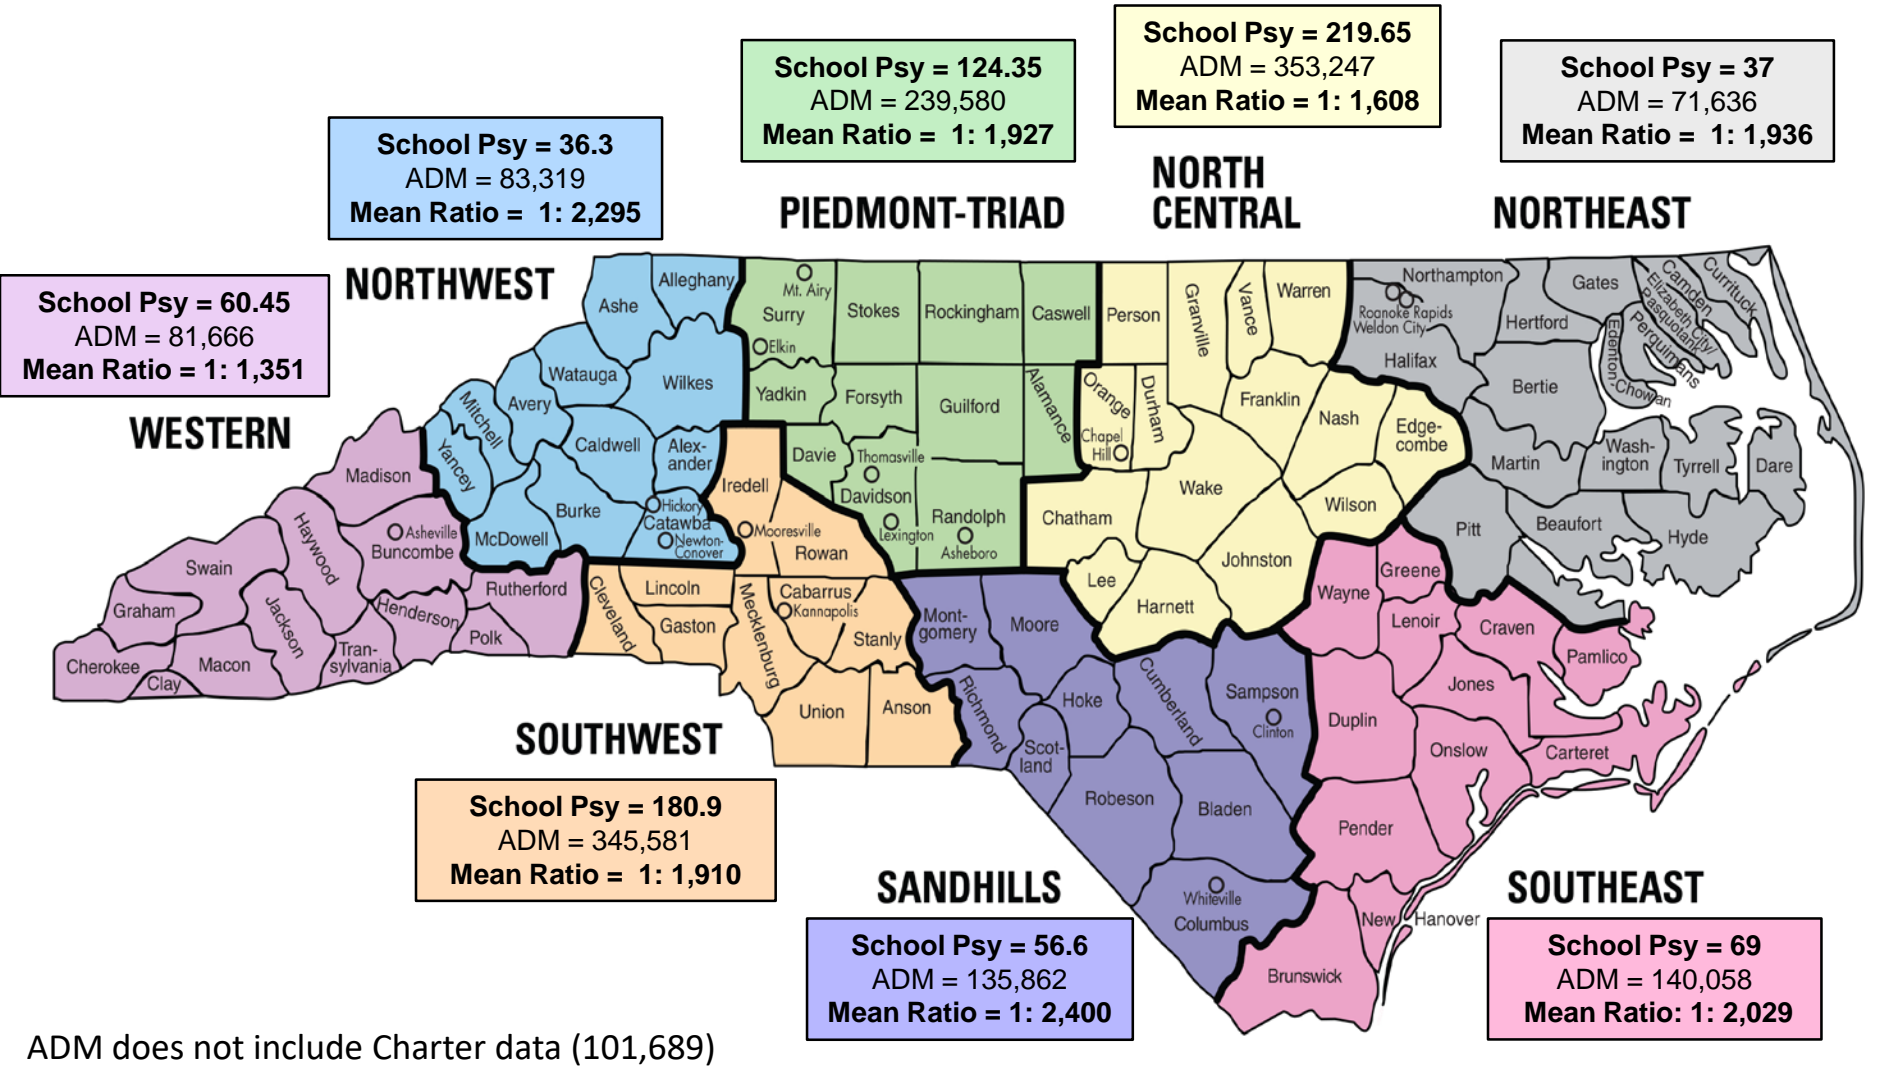 School Psy = 219.65
ADM = 353,247
Mean Ratio = 1: 1,608
School Psy = 124.35
ADM = 239,580
Mean Ratio =  1: 1,927
School Psy = 37
ADM = 71,636
Mean Ratio =  1: 1,936
School Psy = 36.3
ADM = 83,319
Mean Ratio =  1: 2,295
NORTH
CENTRAL
PIEDMONT-TRIAD
NORTHEAST
NORTHWEST
School Psy = 60.45
ADM = 81,666
Mean Ratio = 1: 1,351
WESTERN
Alleghany
Ashe
Watauga
Wilkes
Mitchell
Avery
Yancey
Caldwell
Alex-
ander
Burke
Hickory
Catawba
Newton-
Conover
McDowell
Mt. Airy
Surry
Elkin
Stokes
Rockingham
Caswell
Yadkin
Forsyth
Guilford
Alamance
Davie
Thomasville
Davidson
Lexington
Randolph
Asheboro
Person
Granville
Vance
Warren
Orange
Durham
Chapel
Hill
Franklin
Nash
Edge-
combe
Wake
Wilson
Chatham
Johnston
Lee
Harnett
Northampton
Roanoke Rapids
Weldon City
Halifax
Gates
Hertford
Camden
Currituck
Elizabeth City/
Pasquotank
Perquimans
Edenton-Chowan
Bertie
Martin
Wash-
ington
Tyrrell
Dare
Pitt
Beaufort
Hyde
Madison
Haywood
Asheville
Buncombe
Swain
Graham
Jackson
Henderson
Rutherford
Polk
Tran-
sylvania
Cherokee
Macon
Clay
Iredell
Mooresville
Rowan
Cleveland
Lincoln
Gaston
Mecklenburg
Cabarrus
Kannapolis
Stanly
Union
Anson
Mont-
gomery
Moore
Richmond
Hoke
Scot-
land
Cumberland
Sampson
Clinton
Robeson
Bladen
Whiteville
Columbus
Wayne
Greene
Lenoir
Craven
Pamlico
Jones
Duplin
Onslow
Carteret
Pender
New Hanover
Brunswick
SOUTHWEST
School Psy = 180.9
ADM = 345,581
Mean Ratio =  1: 1,910
SANDHILLS
School Psy = 56.6
ADM = 135,862
Mean Ratio = 1: 2,400
SOUTHEAST
School Psy = 69
ADM = 140,058
Mean Ratio: 1: 2,029
ADM does not include Charter data (101,689)